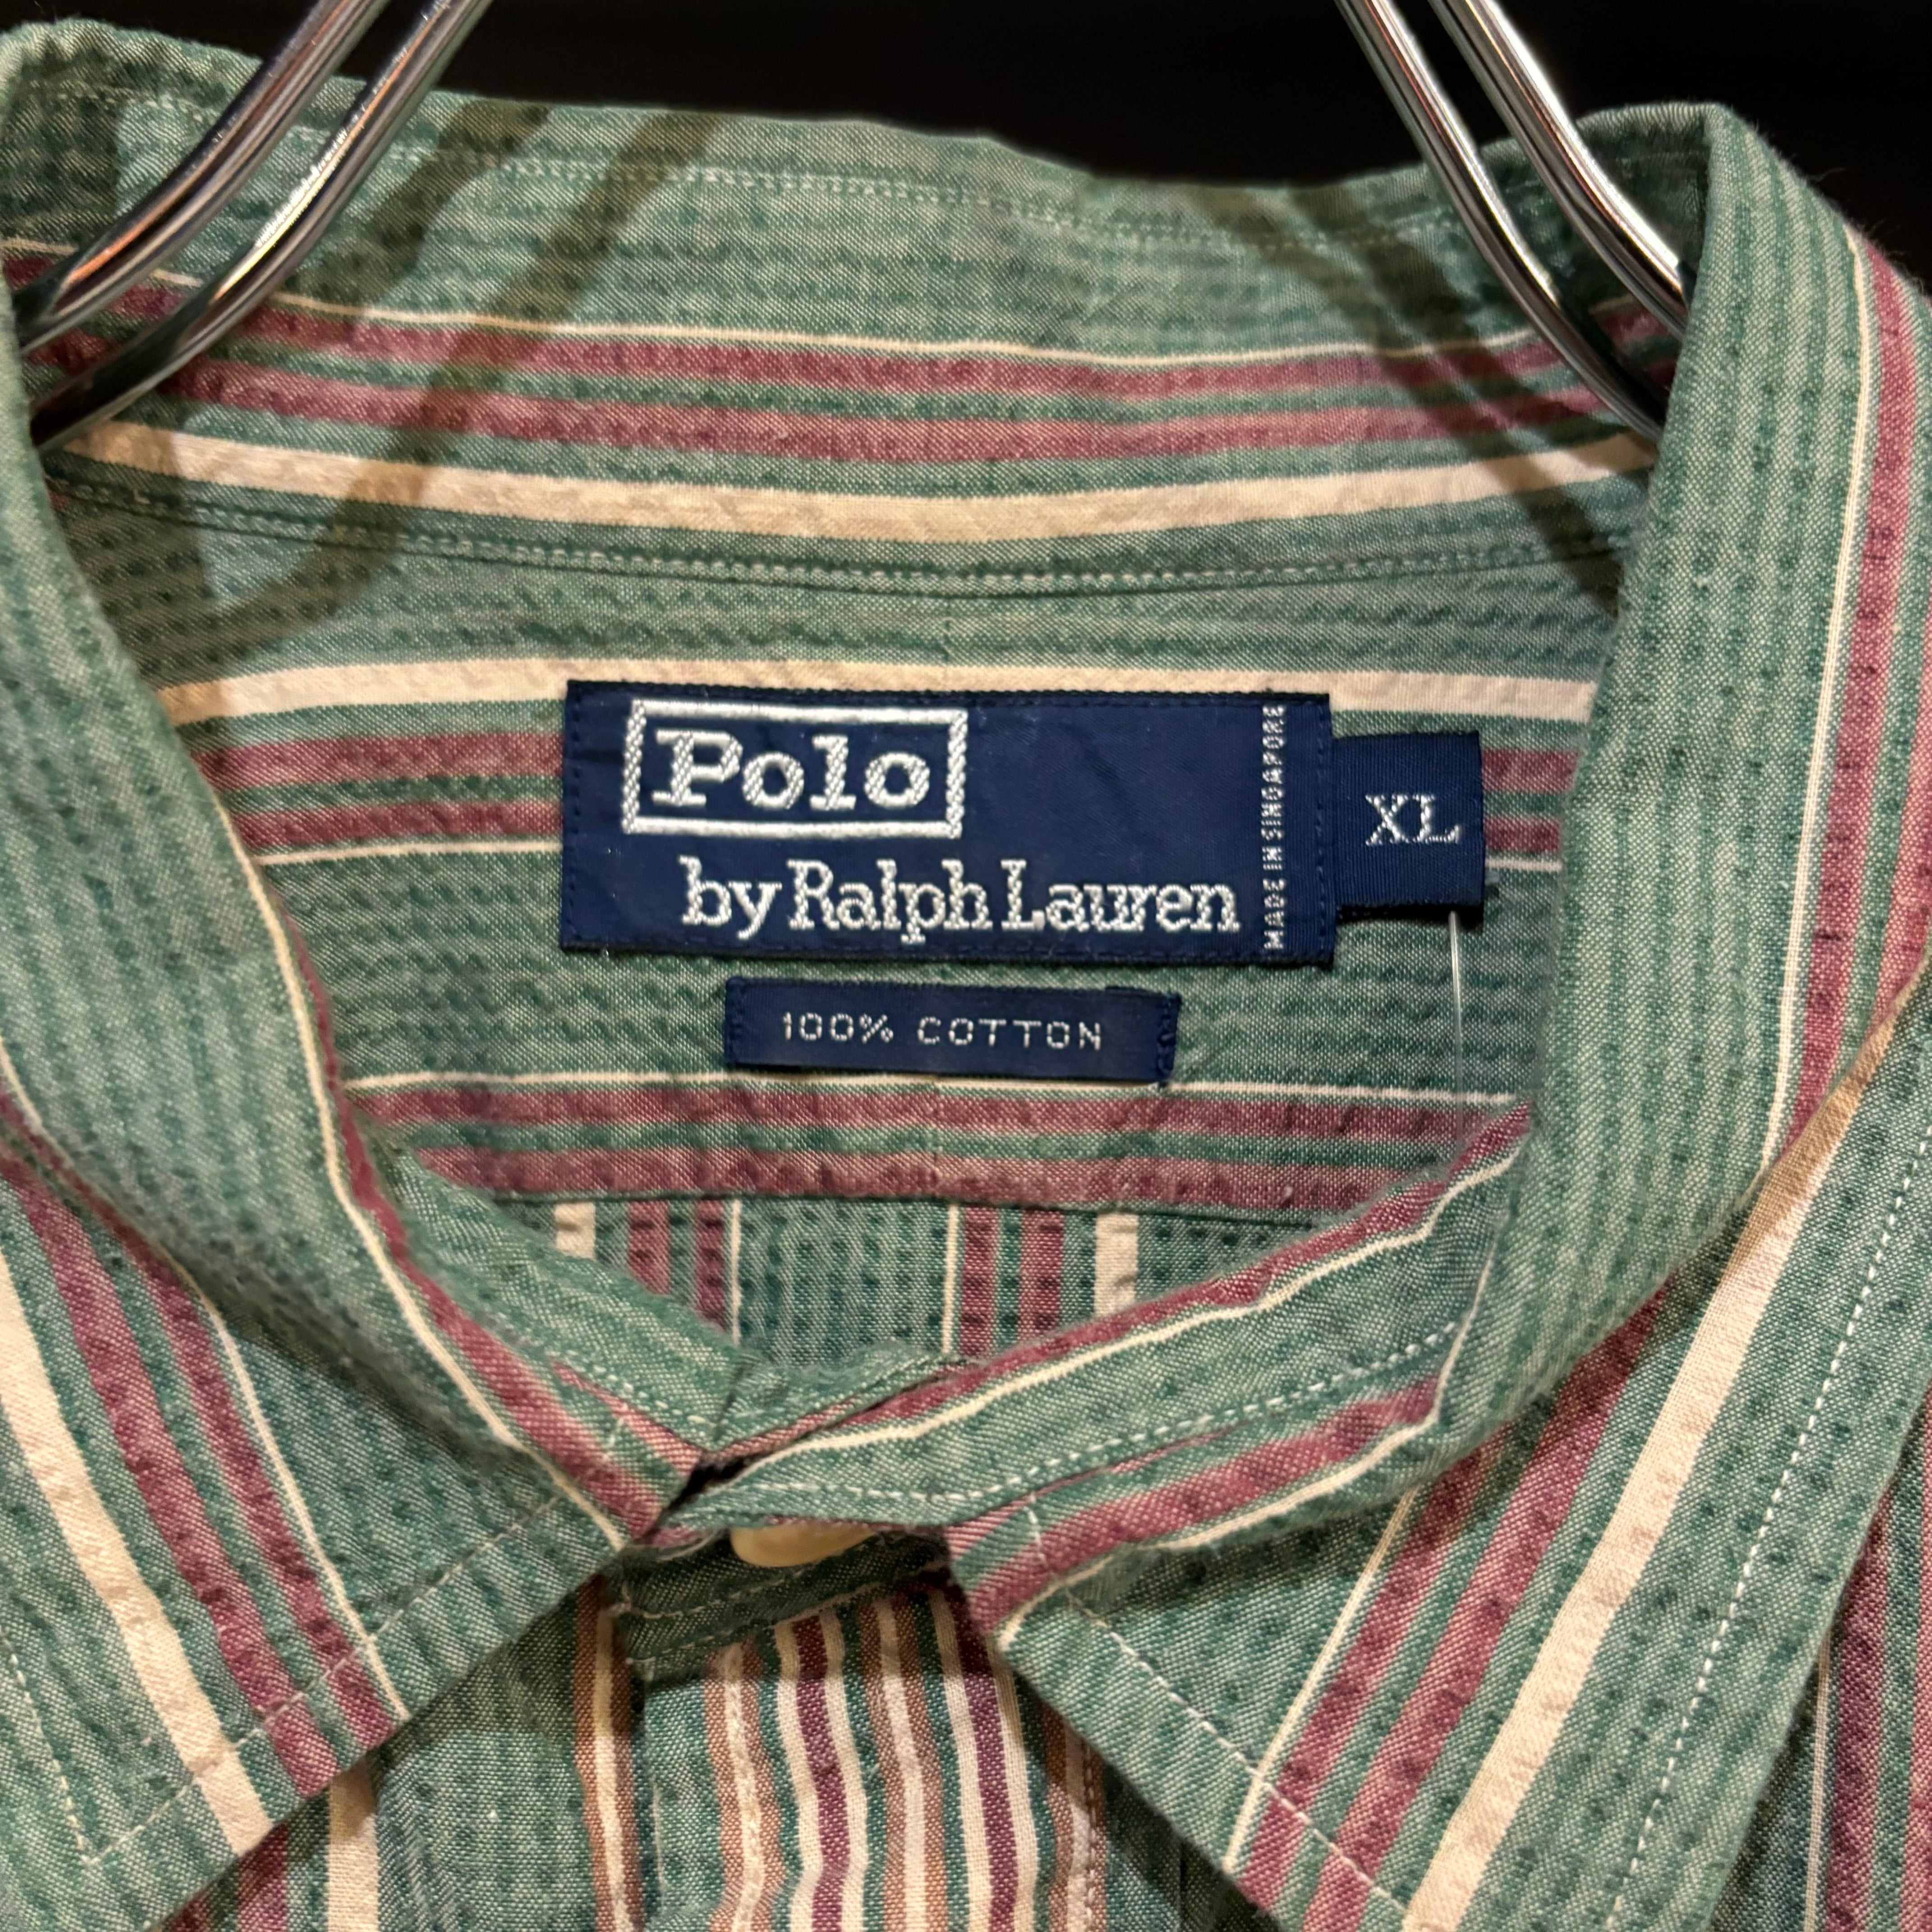 Polo
by Ralph Lauren
MADE IN SINGAPORE
XL
100% COTTON